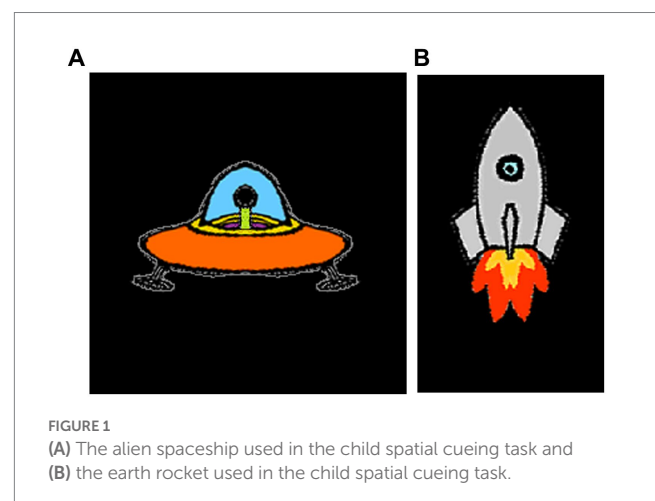 A
B
FIGURE 1
(A) The alien spaceship used in the child spatial cueing task and
(B) the earth rocket used in the child spatial cueing task.